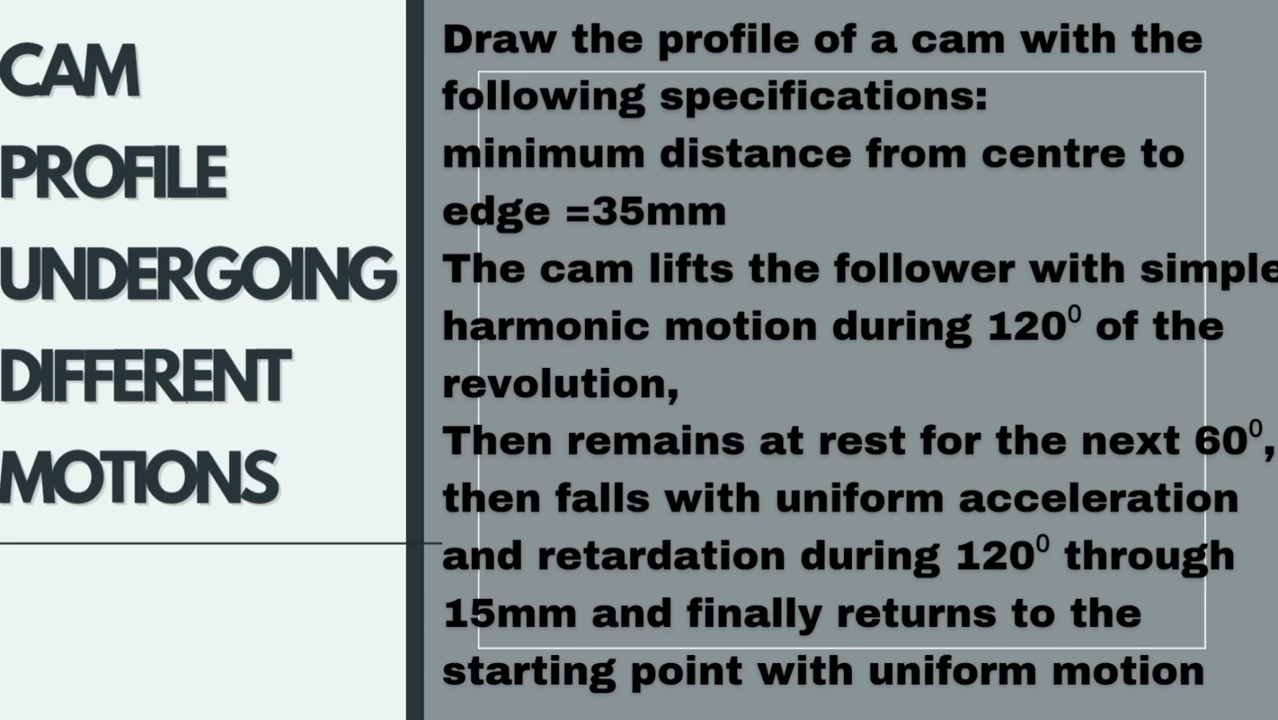 CAM
PROFILE
UNDERGOING
DIFFERENT
MOTIONS
Draw the profile of a cam with the
following specifications:
minimum distance from centre to
edge =35mm
The cam lifts the follower with simple
harmonic motion during 120⁰ of the
revolution,
Then remains at rest for the next 60⁰,
then falls with uniform acceleration
and retardation during 120⁰ through
15mm and finally returns to the
starting point with uniform motion